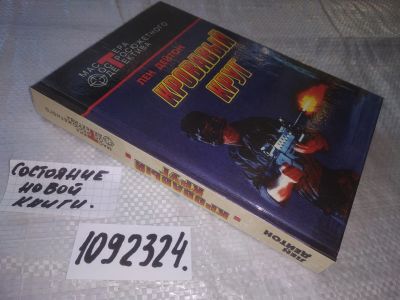 МАСТЕРА
ОСТРОСЮЖЕТНОГО
ДЕТЕКТИВА
ЛЕН ДЕЙТОН
КРОВАВЫЙ
КРУГ
КРОВАВЫЙ
КРУГ
ЛЕН
ДЕЙТОН
СОСТОЯНИЕ
НОВОЙ
КНИГИ.
1092324.